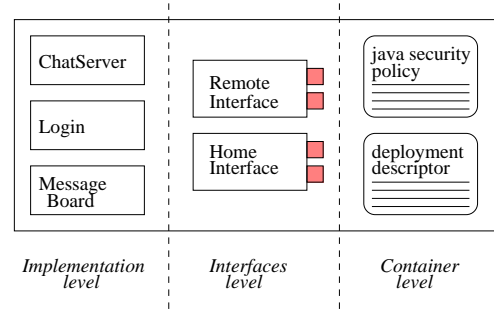 ChatServer
Login
Message
Board
Remote
Interface
Home
Interface
java security
policy
deployment
descriptor
Implementation
level
Interfaces
level
Container
level